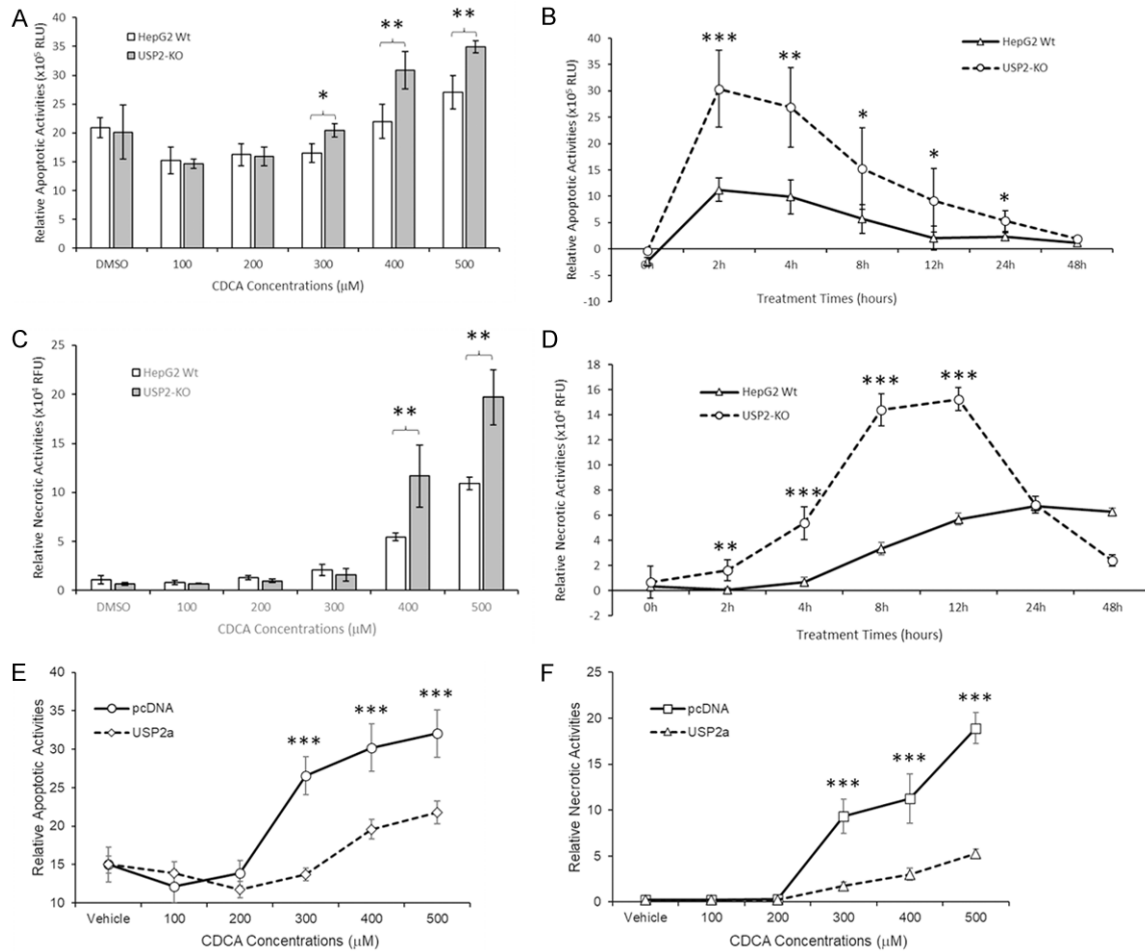 A
Relative Apoptotic Activities (x10⁵ RLU)
40
35
30
25
20
15
10
5
0
HepG2 Wt
USP2-KO
*
**
**
DMSO 100 200 300 400 500
CDCA Concentrations (µM)
B
Relative Apoptotic Activities (x10⁵ RLU)
40
35
30
25
20
15
10
5
0
-5
-10
HepG2 Wt
USP2-KO
***
**
*
*
*
0h 2h 4h 8h 12h 24h 48h
Treatment Times (hours)
C
Relative Necrotic Activities (x10⁴ RFU)
25
20
15
10
5
0
HepG2 Wt
USP2-KO
**
**
DMSO 100 200 300 400 500
CDCA Concentrations (µM)
D
Relative Necrotic Activities (x10⁴ RFU)
18
16
14
12
10
8
6
4
2
0
-2
HepG2 Wt
USP2-KO
**
***
***
***
0h 2h 4h 8h 12h 24h 48h
Treatment Times (hours)
E
Relative Apoptotic Activities
40
35
30
25
20
15
10
pcDNA
USP2a
***
***
***
Vehicle 100 200 300 400 500
CDCA Concentrations (µM)
F
Relative Necrotic Activities
25
20
15
10
5
0
pcDNA
USP2a
***
***
***
Vehicle 100 200 300 400 500
CDCA Concentrations (µM)